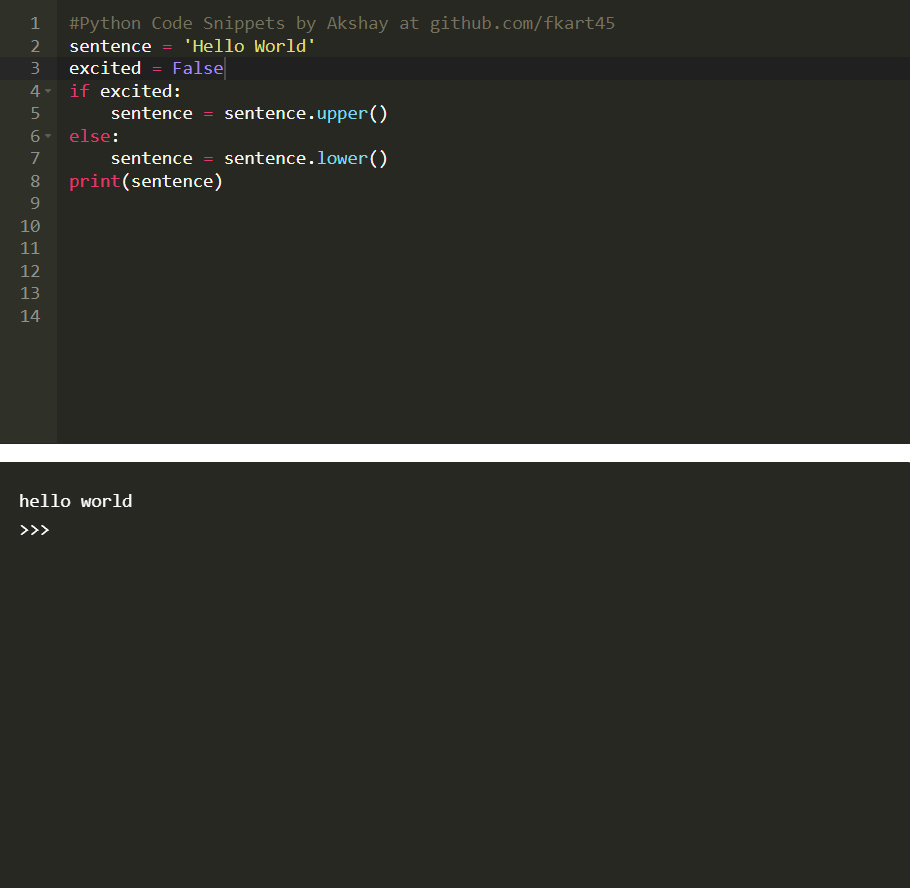 1 #Python Code Snippets by Akshay at github.com/fkart45
2 sentence = 'Hello World'
3 excited = False
4 if excited:
5     sentence = sentence.upper()
6 else:
7     sentence = sentence.lower()
8 print(sentence)
9
10
11
12
13
14
hello world
>>>